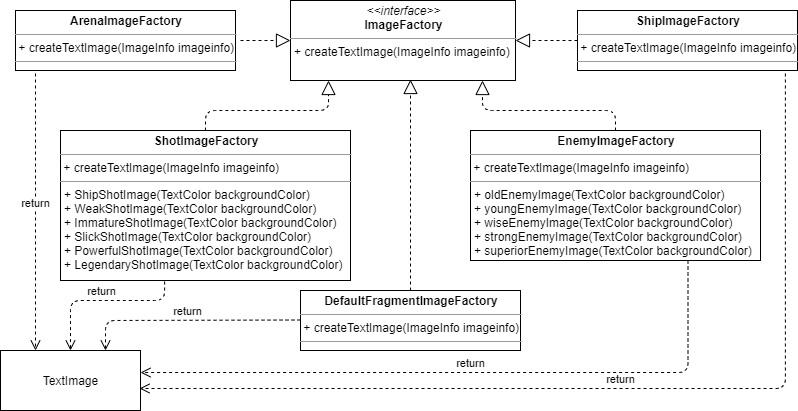 ArenaImageFactory
+ createTextImage(ImageInfo imageinfo)
<<interface>>
ImageFactory
+ createTextImage(ImageInfo imageinfo)
ShipImageFactory
+ createTextImage(ImageInfo imageinfo)
ShotImageFactory
+ createTextImage(ImageInfo imageinfo)
+ ShipShotImage(TextColor backgroundColor)
+ WeakShotImage(TextColor backgroundColor)
+ ImmatureShotImage(TextColor backgroundColor)
+ SlickShotImage(TextColor backgroundColor)
+ PowerfulShotImage(TextColor backgroundColor)
+ LegendaryShotImage(TextColor backgroundColor)
EnemyImageFactory
+ createTextImage(ImageInfo imageinfo)
+ oldEnemyImage(TextColor backgroundColor)
+ youngEnemyImage(TextColor backgroundColor)
+ wiseEnemyImage(TextColor backgroundColor)
+ strongEnemyImage(TextColor backgroundColor)
+ superiorEnemyImage(TextColor backgroundColor)
return
return
DefaultFragmentImageFactory
+ createTextImage(ImageInfo imageinfo)
return
TextImage
return
return